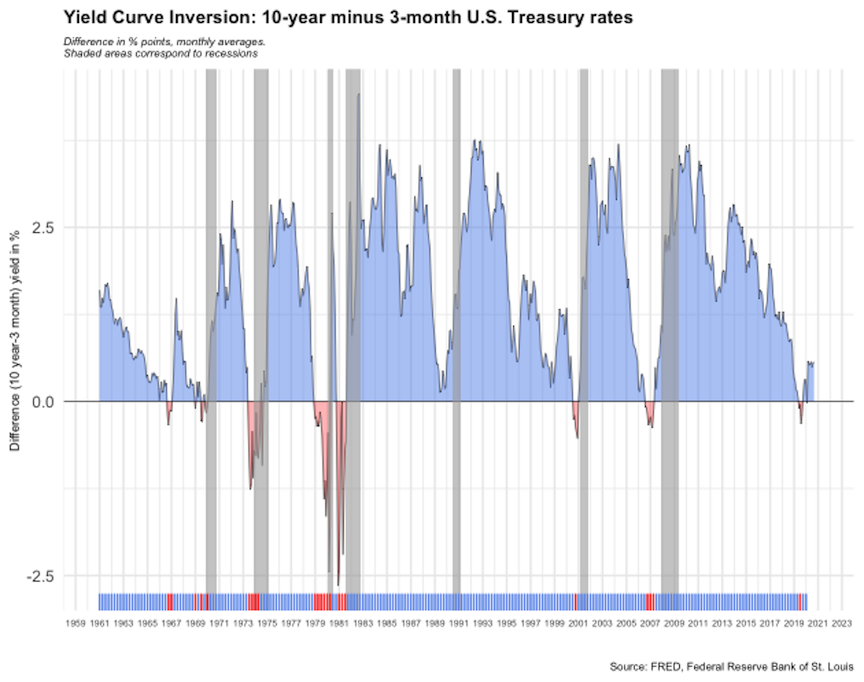 Yield Curve Inversion: 10-year minus 3-month U.S. Treasury rates
Difference in % points, monthly averages.
Shaded areas correspond to recessions
Difference (10 year-3 month) yield in %
2.5
0.0
-2.5
1959 1961 1963 1965 1967 1969 1971 1973 1975 1977 1979 1981 1983 1985 1987 1989 1991 1993 1995 1997 1999 2001 2003 2005 2007 2009 2011 2013 2015 2017 2019 2021 2023
Source: FRED, Federal Reserve Bank of St. Louis